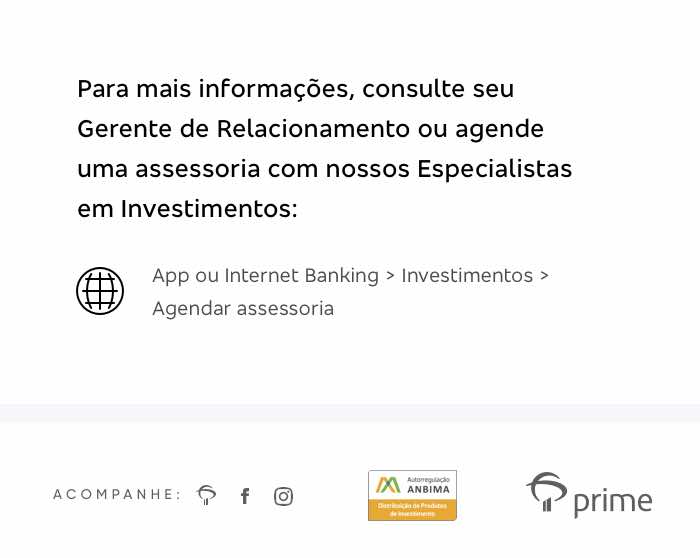 Para mais informações, consulte seu
Gerente de Relacionamento ou agende
uma assessoria com nossos Especialistas
em Investimentos:
App ou Internet Banking > Investimentos >
Agendar assessoria
ACOMPANHE:
Autorregulação
ANBIMA
Distribuição de Produtos
de Investimento
prime